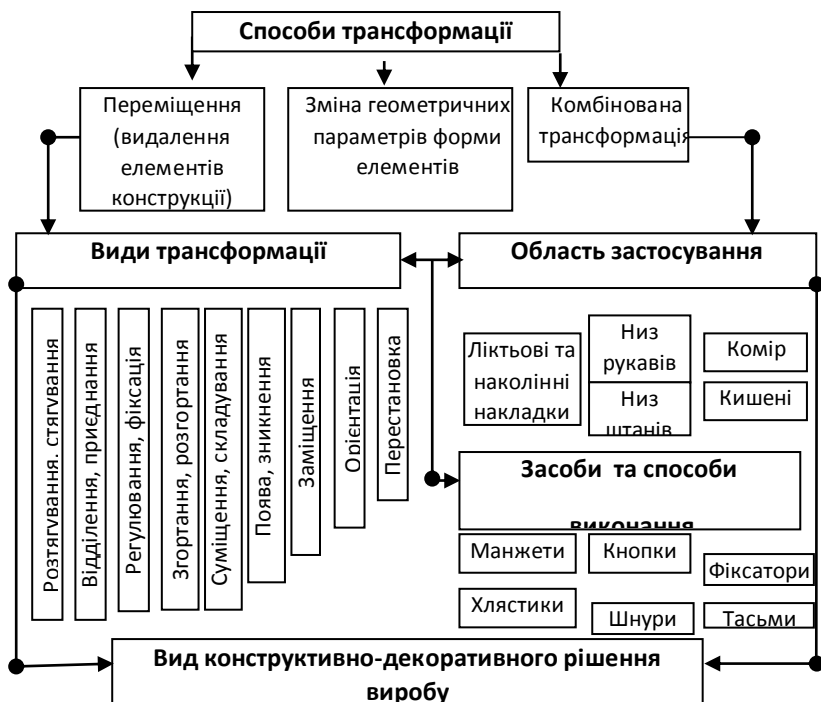 Способи трансформації
Переміщення
(видалення
елементів
конструкції)
Зміна геометричних
параметрів форми
елементів
Комбінована
трансформація
Види трансформації
Область застосування
Розтягування. стягування
Відділення, приєднання
Регулювання, фіксація
Згортання, розгортання
Суміщення, складування
Поява, зникнення
Заміщення
Орієнтація
Перестановка
Ліктьові та
наколінні
накладки
Низ
рукавів
Низ
штанів
Комір
Кишені
Засоби та способи
виконання
Манжети
Кнопки
Фіксатори
Хлястики
Шнури
Тасьми
Вид конструктивно-декоративного рішення
виробу